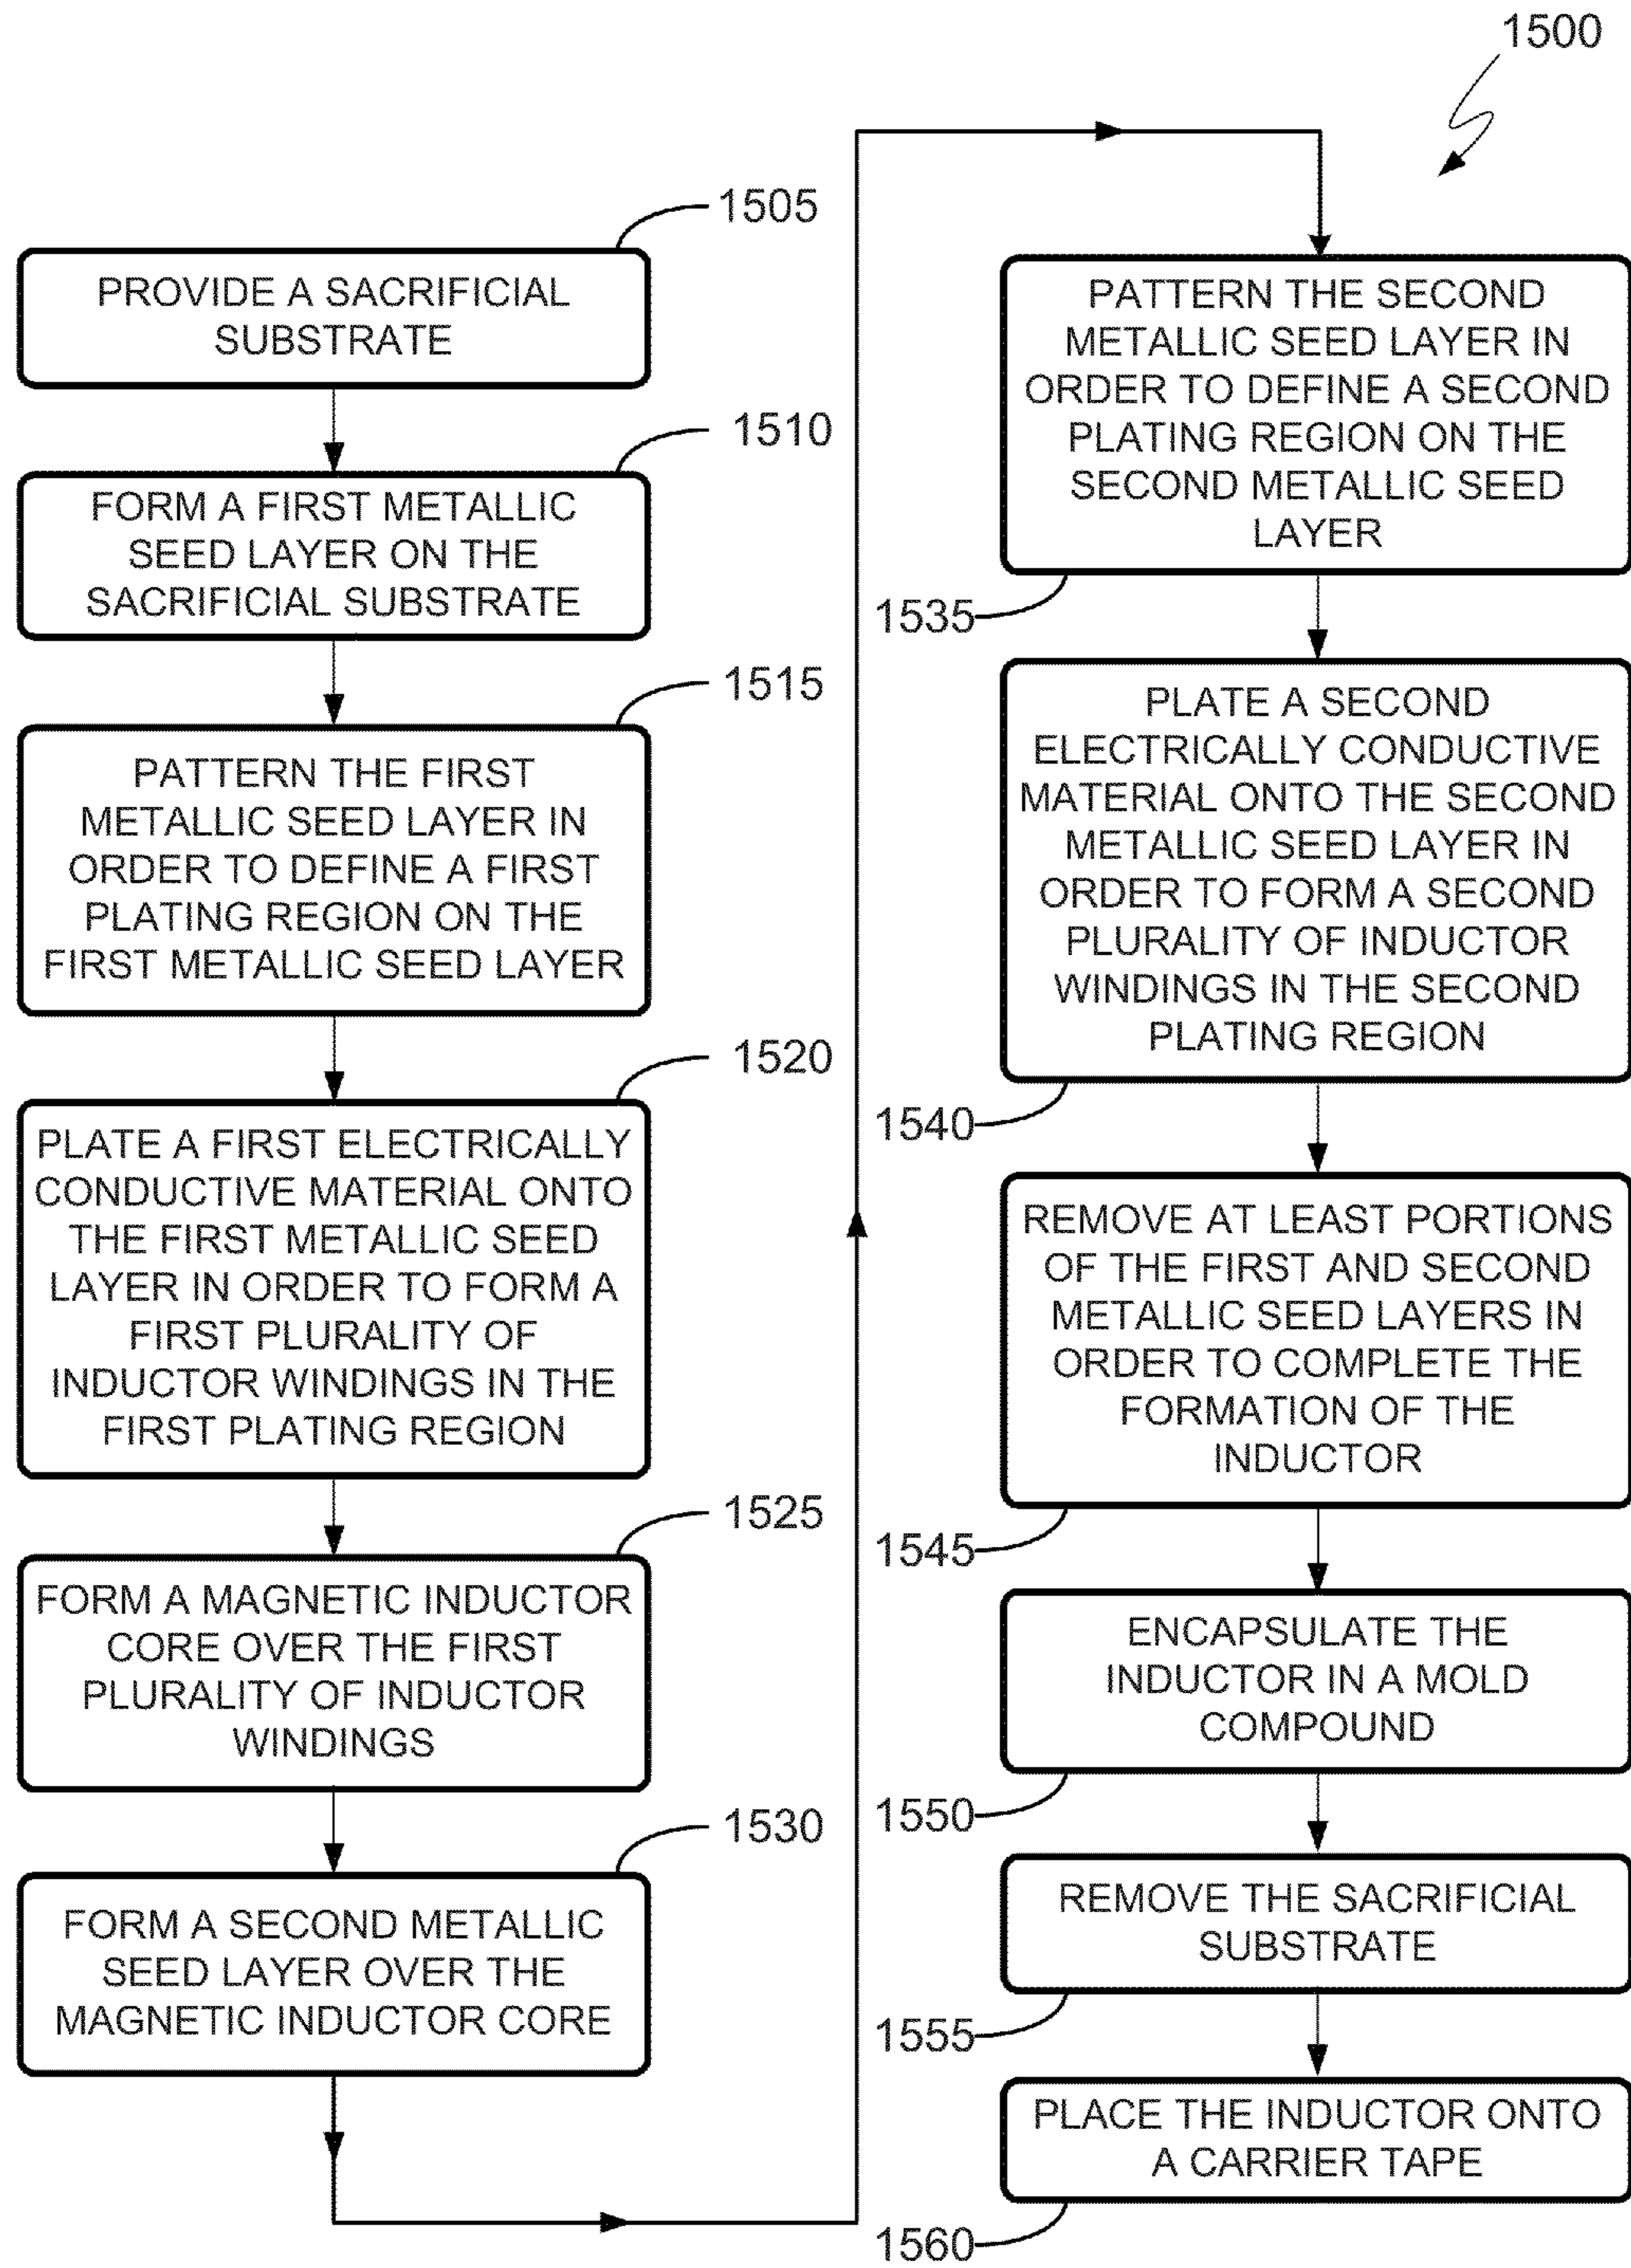 1500
1505
PROVIDE A SACRIFICIAL
SUBSTRATE
1510
FORM A FIRST METALLIC
SEED LAYER ON THE
SACRIFICIAL SUBSTRATE
1515
PATTERN THE FIRST
METALLIC SEED LAYER IN
ORDER TO DEFINE A FIRST
PLATING REGION ON THE
FIRST METALLIC SEED LAYER
1520
PLATE A FIRST ELECTRICALLY
CONDUCTIVE MATERIAL ONTO
THE FIRST METALLIC SEED
LAYER IN ORDER TO FORM A
FIRST PLURALITY OF
INDUCTOR WINDINGS IN THE
FIRST PLATING REGION
1525
FORM A MAGNETIC INDUCTOR
CORE OVER THE FIRST
PLURALITY OF INDUCTOR
WINDINGS
1530
FORM A SECOND METALLIC
SEED LAYER OVER THE
MAGNETIC INDUCTOR CORE
PATTERN THE SECOND
METALLIC SEED LAYER IN
ORDER TO DEFINE A SECOND
PLATING REGION ON THE
SECOND METALLIC SEED
LAYER
1535
PLATE A SECOND
ELECTRICALLY CONDUCTIVE
MATERIAL ONTO THE SECOND
METALLIC SEED LAYER IN
ORDER TO FORM A SECOND
PLURALITY OF INDUCTOR
WINDINGS IN THE SECOND
PLATING REGION
1540
REMOVE AT LEAST PORTIONS
OF THE FIRST AND SECOND
METALLIC SEED LAYERS IN
ORDER TO COMPLETE THE
FORMATION OF THE
INDUCTOR
1545
ENCAPSULATE THE
INDUCTOR IN A MOLD
COMPOUND
1550
REMOVE THE SACRIFICIAL
SUBSTRATE
1555
PLACE THE INDUCTOR ONTO
A CARRIER TAPE
1560